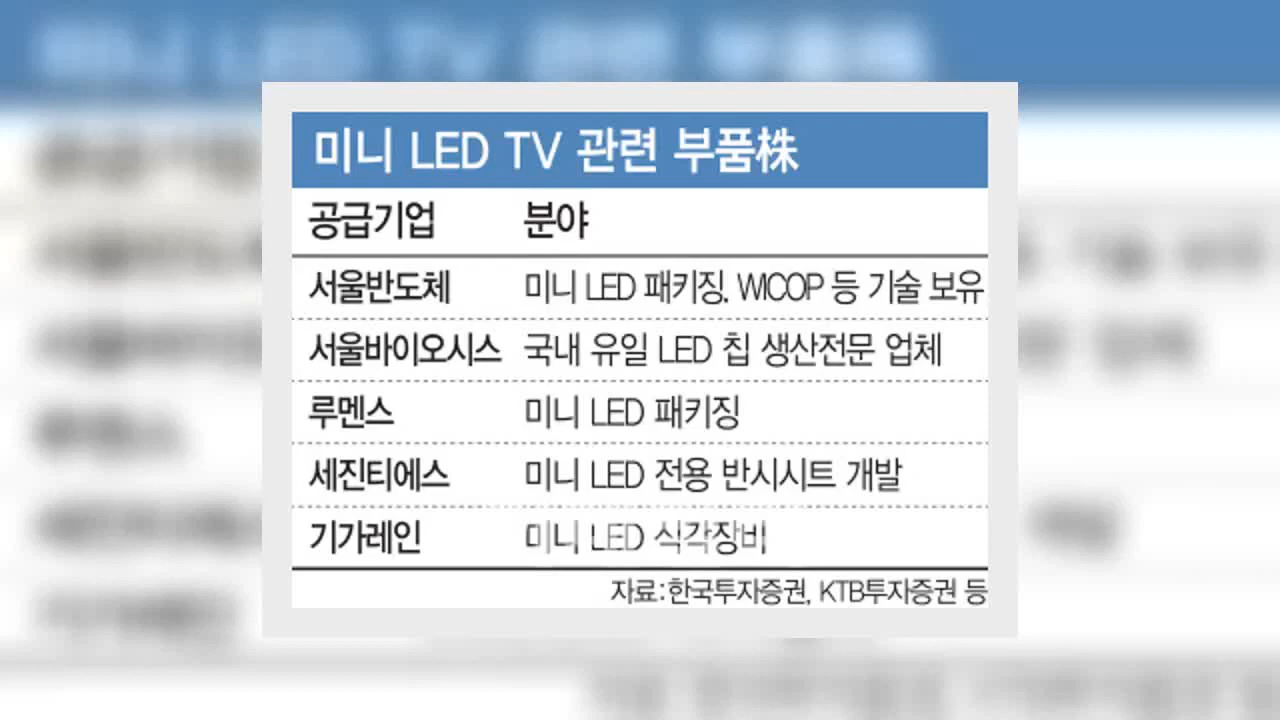 미니 LED TV 관련 부품株
공급기업 분야
서울반도체 미니 LED 패키징, WICOP 등 기술 보유
서울바이오시스 국내 유일 LED 칩 생산전문 업체
루멘스 미니 LED 패키징
세진티에스 미니 LED 전용 반시시트 개발
기가레인 미니 LED 식각장비
자료:한국투자증권, KTB투자증권 등